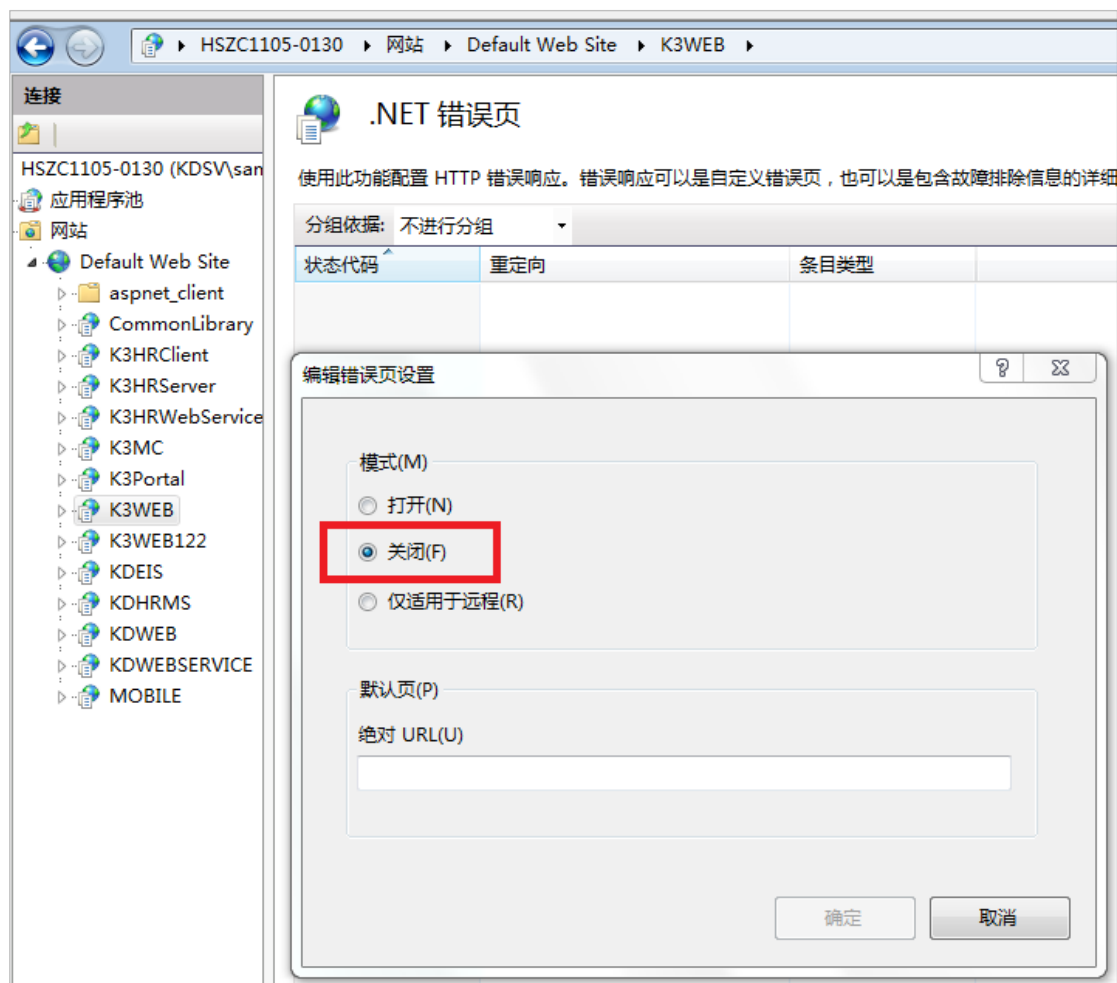 HSZC1105-0130 网站 Default Web Site K3WEB
连接
HSZC1105-0130 (KDSV\san
应用程序池
网站
Default Web Site
aspnet_client
CommonLibrary
K3HRClient
K3HRServer
K3HRWebService
K3MC
K3Portal
K3WEB
K3WEB122
KDEIS
KDHRMS
KDWEB
KDWEBSERVICE
MOBILE
.NET 错误页
使用此功能配置 HTTP 错误响应。错误响应可以是自定义错误页，也可以是包含故障排除信息的详细
分组依据: 不进行分组
状态代码 重定向 条目类型
编辑错误页设置
模式(M)
打开(N)
关闭(F)
仅适用于远程(R)
默认页(P)
绝对 URL(U)
确定 取消